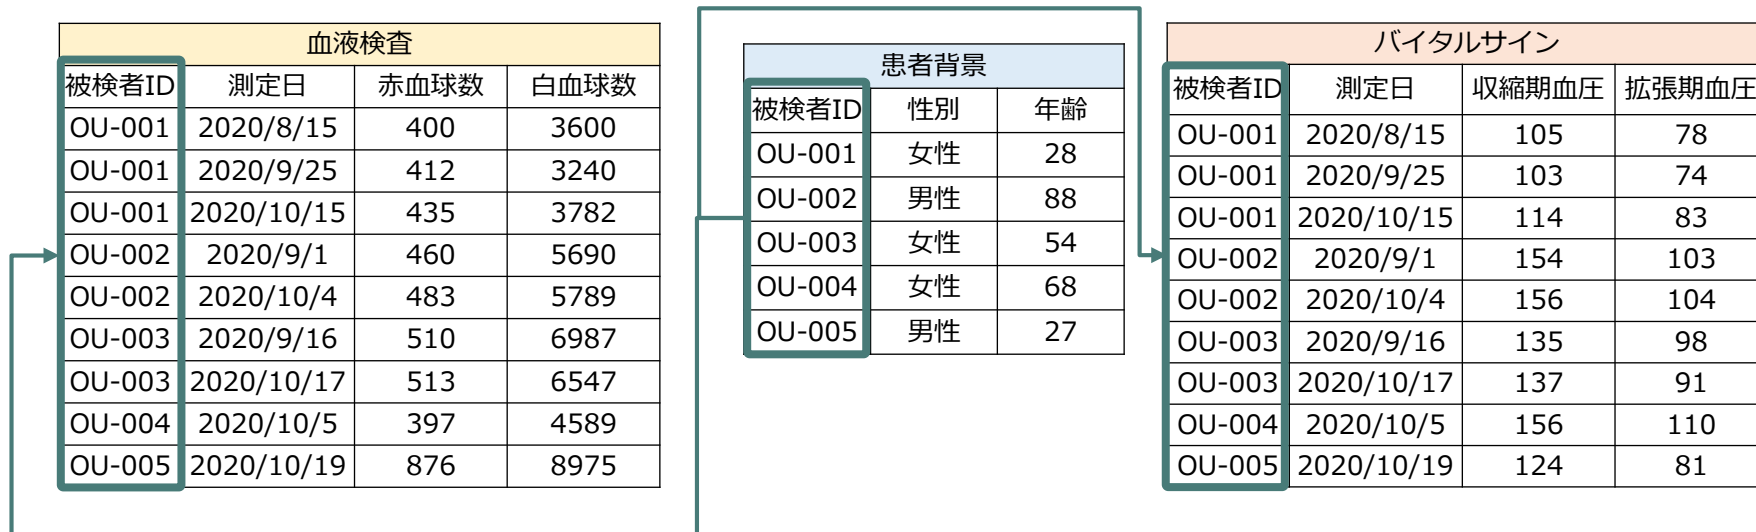 血液検査
被検者ID 測定日 赤血球数 白血球数
OU-001 2020/8/15 400 3600
OU-001 2020/9/25 412 3240
OU-001 2020/10/15 435 3782
OU-002 2020/9/1 460 5690
OU-002 2020/10/4 483 5789
OU-003 2020/9/16 510 6987
OU-003 2020/10/17 513 6547
OU-004 2020/10/5 397 4589
OU-005 2020/10/19 876 8975
患者背景
被検者ID 性別 年齢
OU-001 女性 28
OU-002 男性 88
OU-003 女性 54
OU-004 女性 68
OU-005 男性 27
バイタルサイン
被検者ID 測定日 収縮期血圧 拡張期血圧
OU-001 2020/8/15 105 78
OU-001 2020/9/25 103 74
OU-001 2020/10/15 114 83
OU-002 2020/9/1 154 103
OU-002 2020/10/4 156 104
OU-003 2020/9/16 135 98
OU-003 2020/10/17 137 91
OU-004 2020/10/5 156 110
OU-005 2020/10/19 124 81